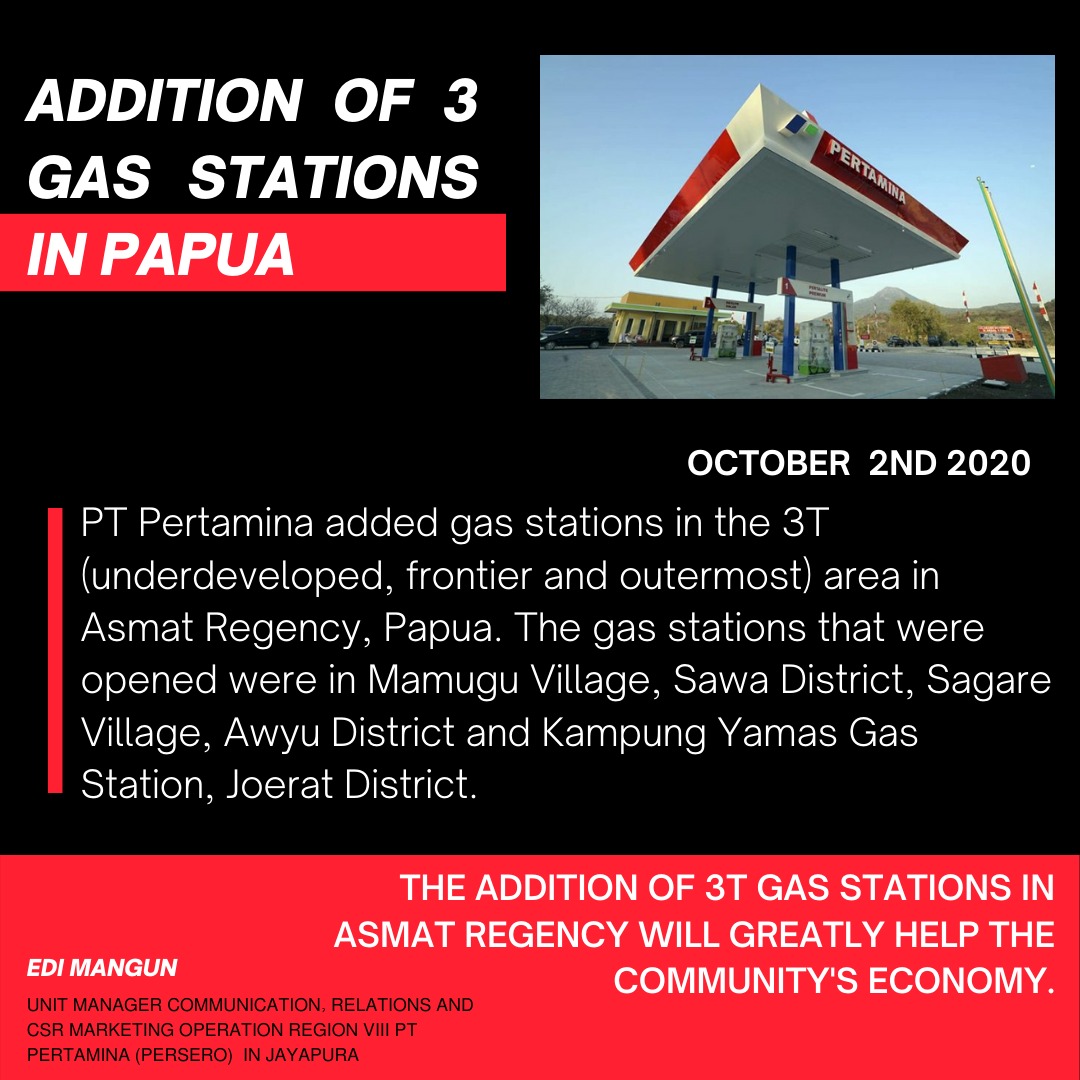 ADDITION OF 3
GAS STATIONS
IN PAPUA
PERTAMINA
OCTOBER 2ND 2020
PT Pertamina added gas stations in the 3T
(underdeveloped, frontier and outermost) area in
Asmat Regency, Papua. The gas stations that were
opened were in Mamugu Village, Sawa District, Sagare
Village, Awyu District and Kampung Yamas Gas
Station, Joerat District.
THE ADDITION OF 3T GAS STATIONS IN
ASMAT REGENCY WILL GREATLY HELP THE
COMMUNITY'S ECONOMY.
EDI MANGUN
UNIT MANAGER COMMUNICATION, RELATIONS AND
CSR MARKETING OPERATION REGION VIII PT
PERTAMINA (PERSERO) IN JAYAPURA